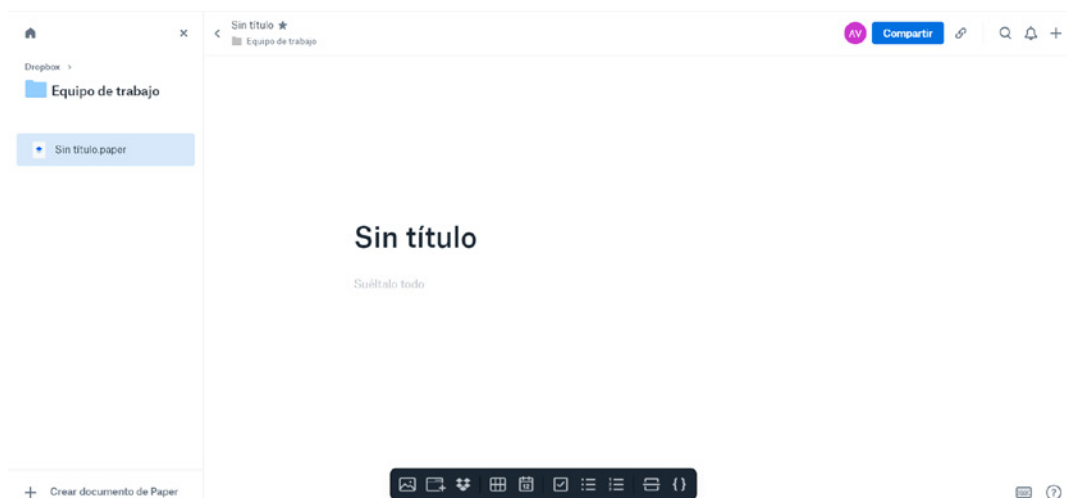 Dropbox >
Equipo de trabajo
Sin título.paper
Crear documento de Paper
Sin título
Equipo de trabajo
AV
Compartir
Sin título
Suéltalo todo
12